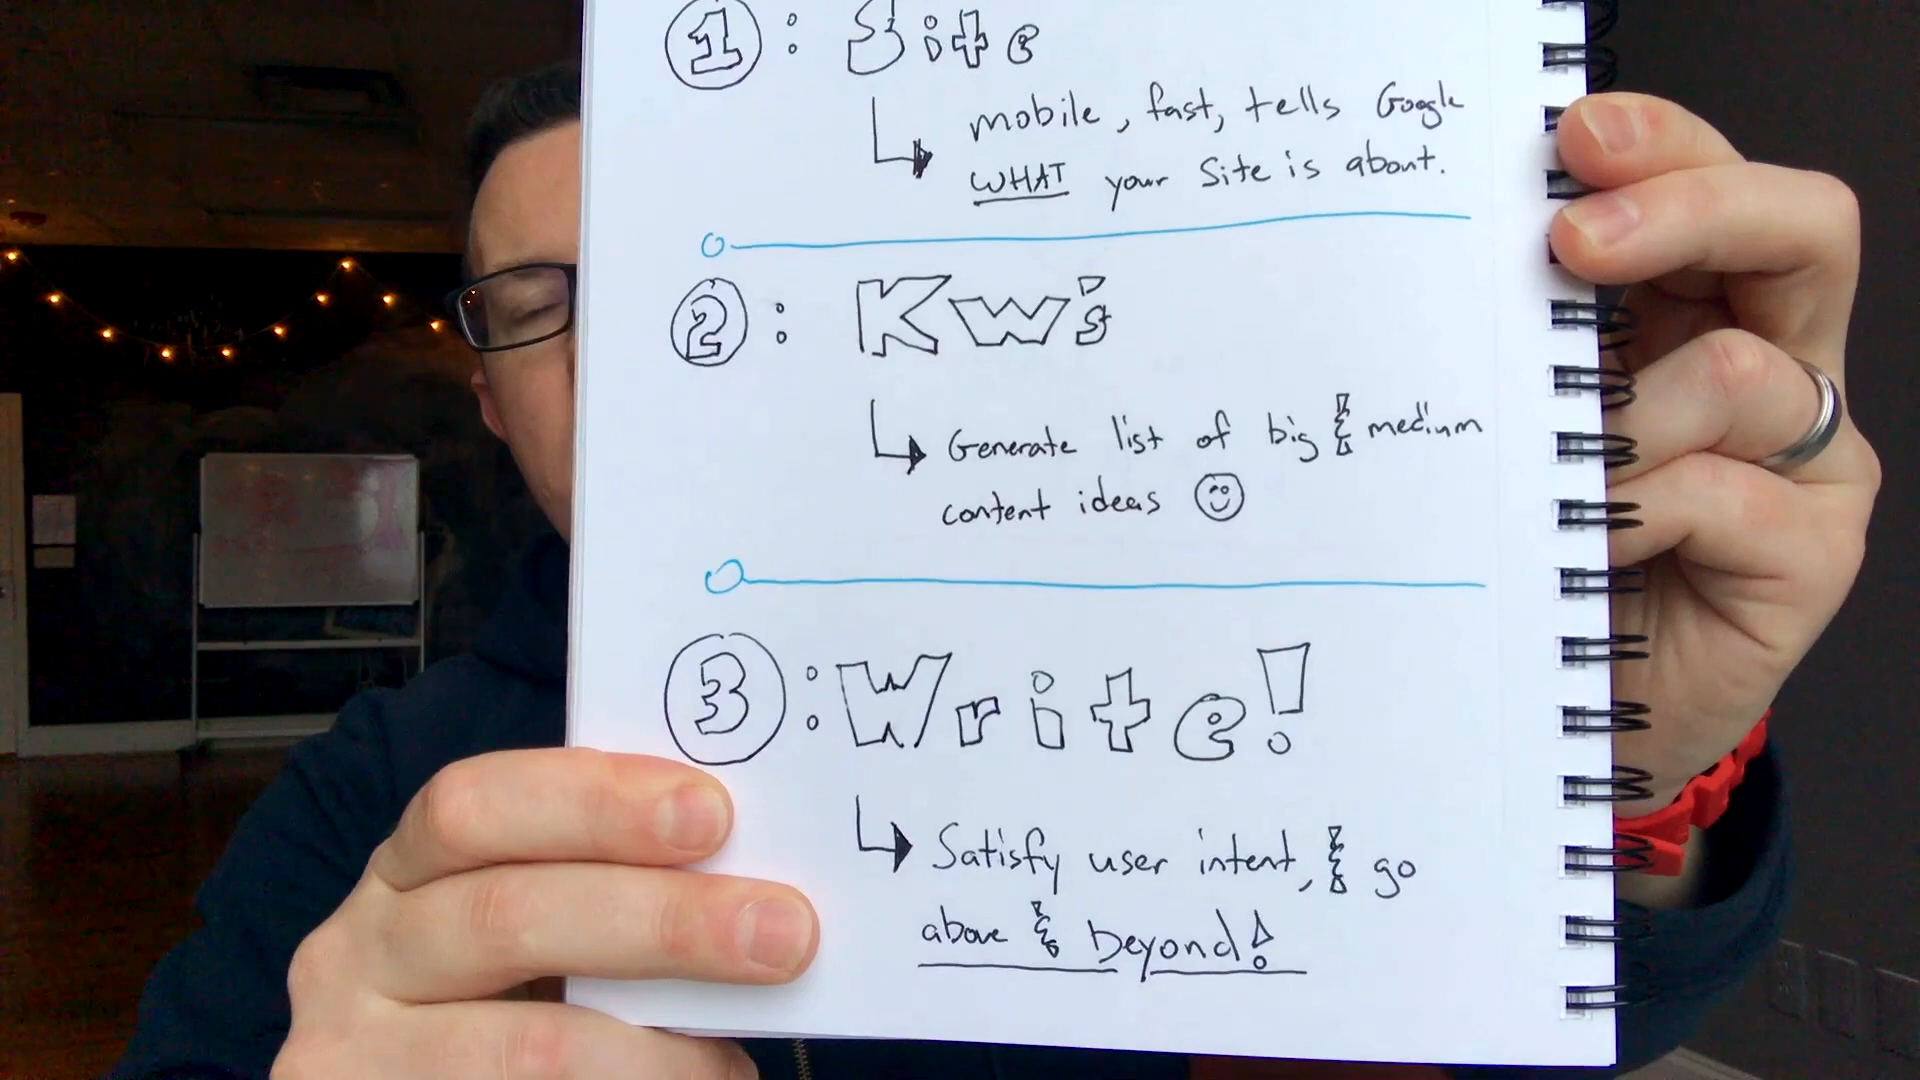 1: Site
mobile, fast, tells Google
WHAT your Site is about.
2: Kw's
Generate list of big & medium
content ideas
3: Write!
Satisfy user intent, & go
above & beyond!